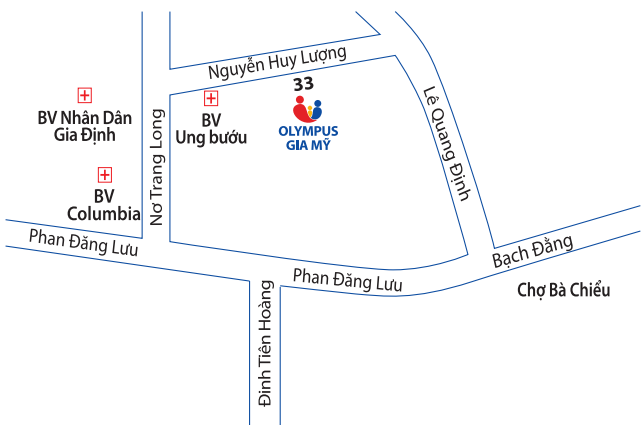 Nguyễn Huy Lượng
33
OLYMPUS
GIA MỸ
BV Nhân Dân
Gia Định
BV
Ung bướu
Nơ Trang Long
Lê Quang Định
BV
Columbia
Phan Đăng Lưu
Phan Đăng Lưu
Bạch Đằng
Chợ Bà Chiểu
Đinh Tiên Hoàng